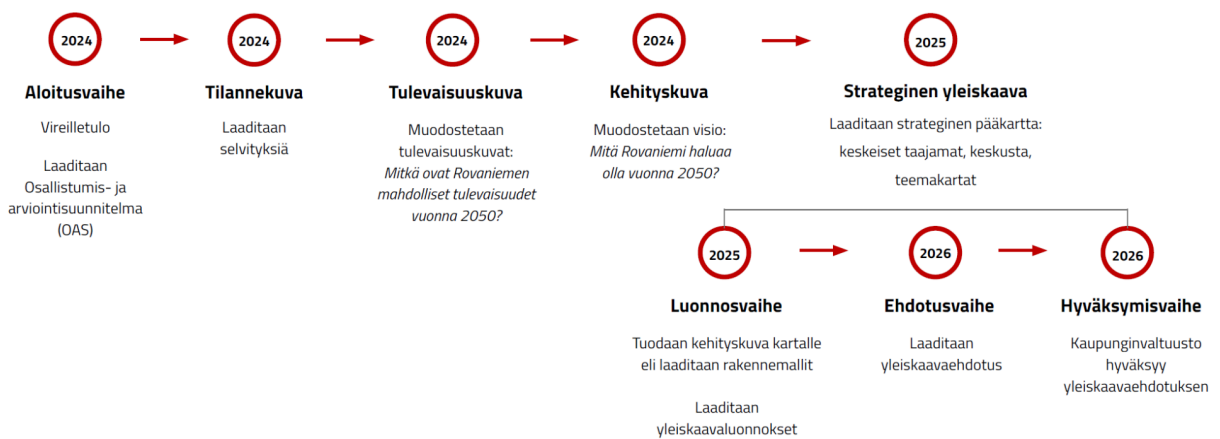 2024
Aloitusvaihe
Vireilletulo
Laaditaan
Osallistumis- ja
arviointisuunnitelma
(OAS)
2024
Tilannekuva
Laaditaan
selvityksiä
2024
Tulevaisuuskuva
Muodostetaan
tulevaisuuskuvat:
Mitkä ovat Rovaniemen
mahdolliset tulevaisuudet
vuonna 2050?
2024
Kehityskuva
Muodostetaan visio:
Mitä Rovaniemi haluaa
olla vuonna 2050?
2025
Strateginen yleiskaava
Laaditaan strateginen pääkartta:
keskeiset taajamat, keskusta,
teemakartat
2025
Luonnosvaihe
Tuodaan kehityskuva kartalle
eli laaditaan rakennemallit
Laaditaan
yleiskaavaluonnokset
2026
Ehdotusvaihe
Laaditaan
yleiskaavaehdotus
2026
Hyväksymisvaihe
Kaupunginvaltuusto
hyväksyy
yleiskaavaehdotuksen